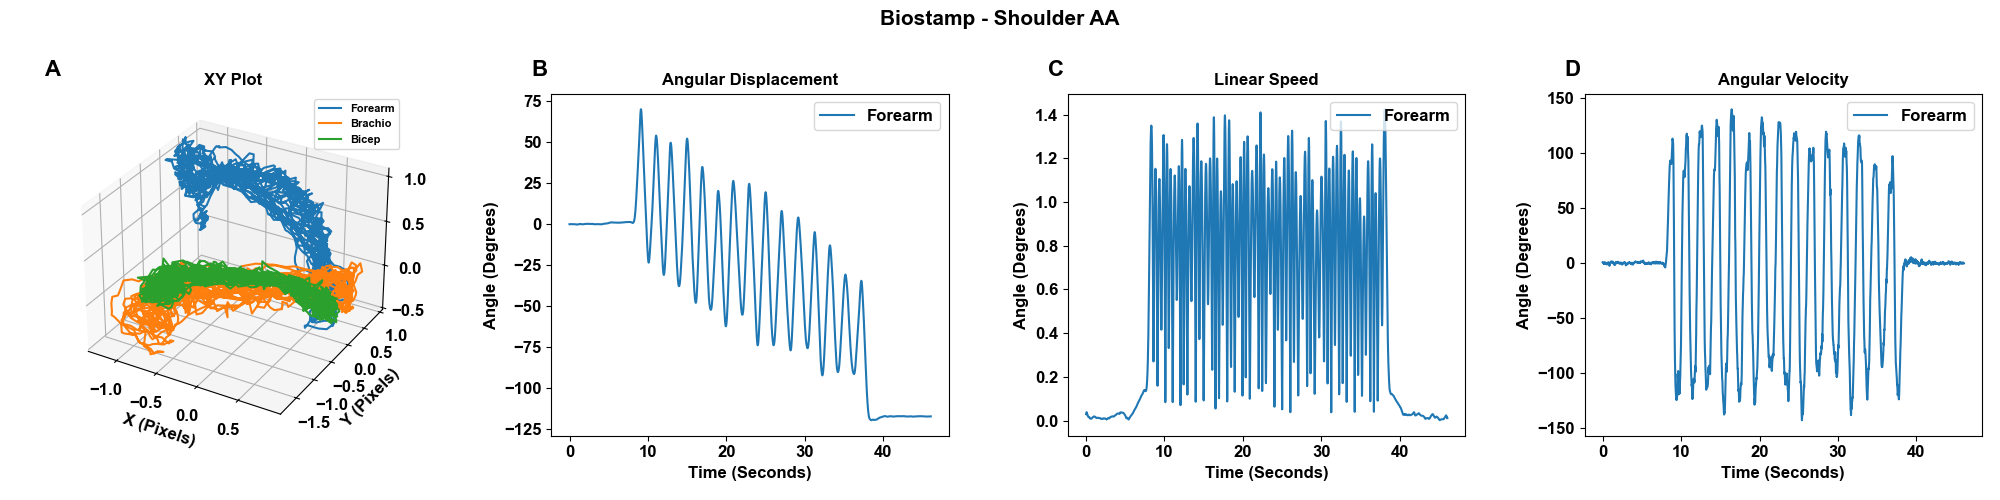 Biostamp - Shoulder AA
A
XY Plot
Forearm
Brachio
Bicep
1.0
0.5
0.0
−0.5
1.0
0.5
0.0
−0.5
−1.0
−1.5
Y (Pixels)
−1.0
−0.5
0.0
0.5
X (Pixels)
B
Angular Displacement
Forearm
75
50
25
0
−25
−50
−75
−100
−125
Angle (Degrees)
0 10 20 30 40
Time (Seconds)
C
Linear Speed
Forearm
1.4
1.2
1.0
0.8
0.6
0.4
0.2
0.0
Angle (Degrees)
0 10 20 30 40
Time (Seconds)
D
Angular Velocity
Forearm
150
100
50
0
−50
−100
−150
Angle (Degrees)
0 10 20 30 40
Time (Seconds)